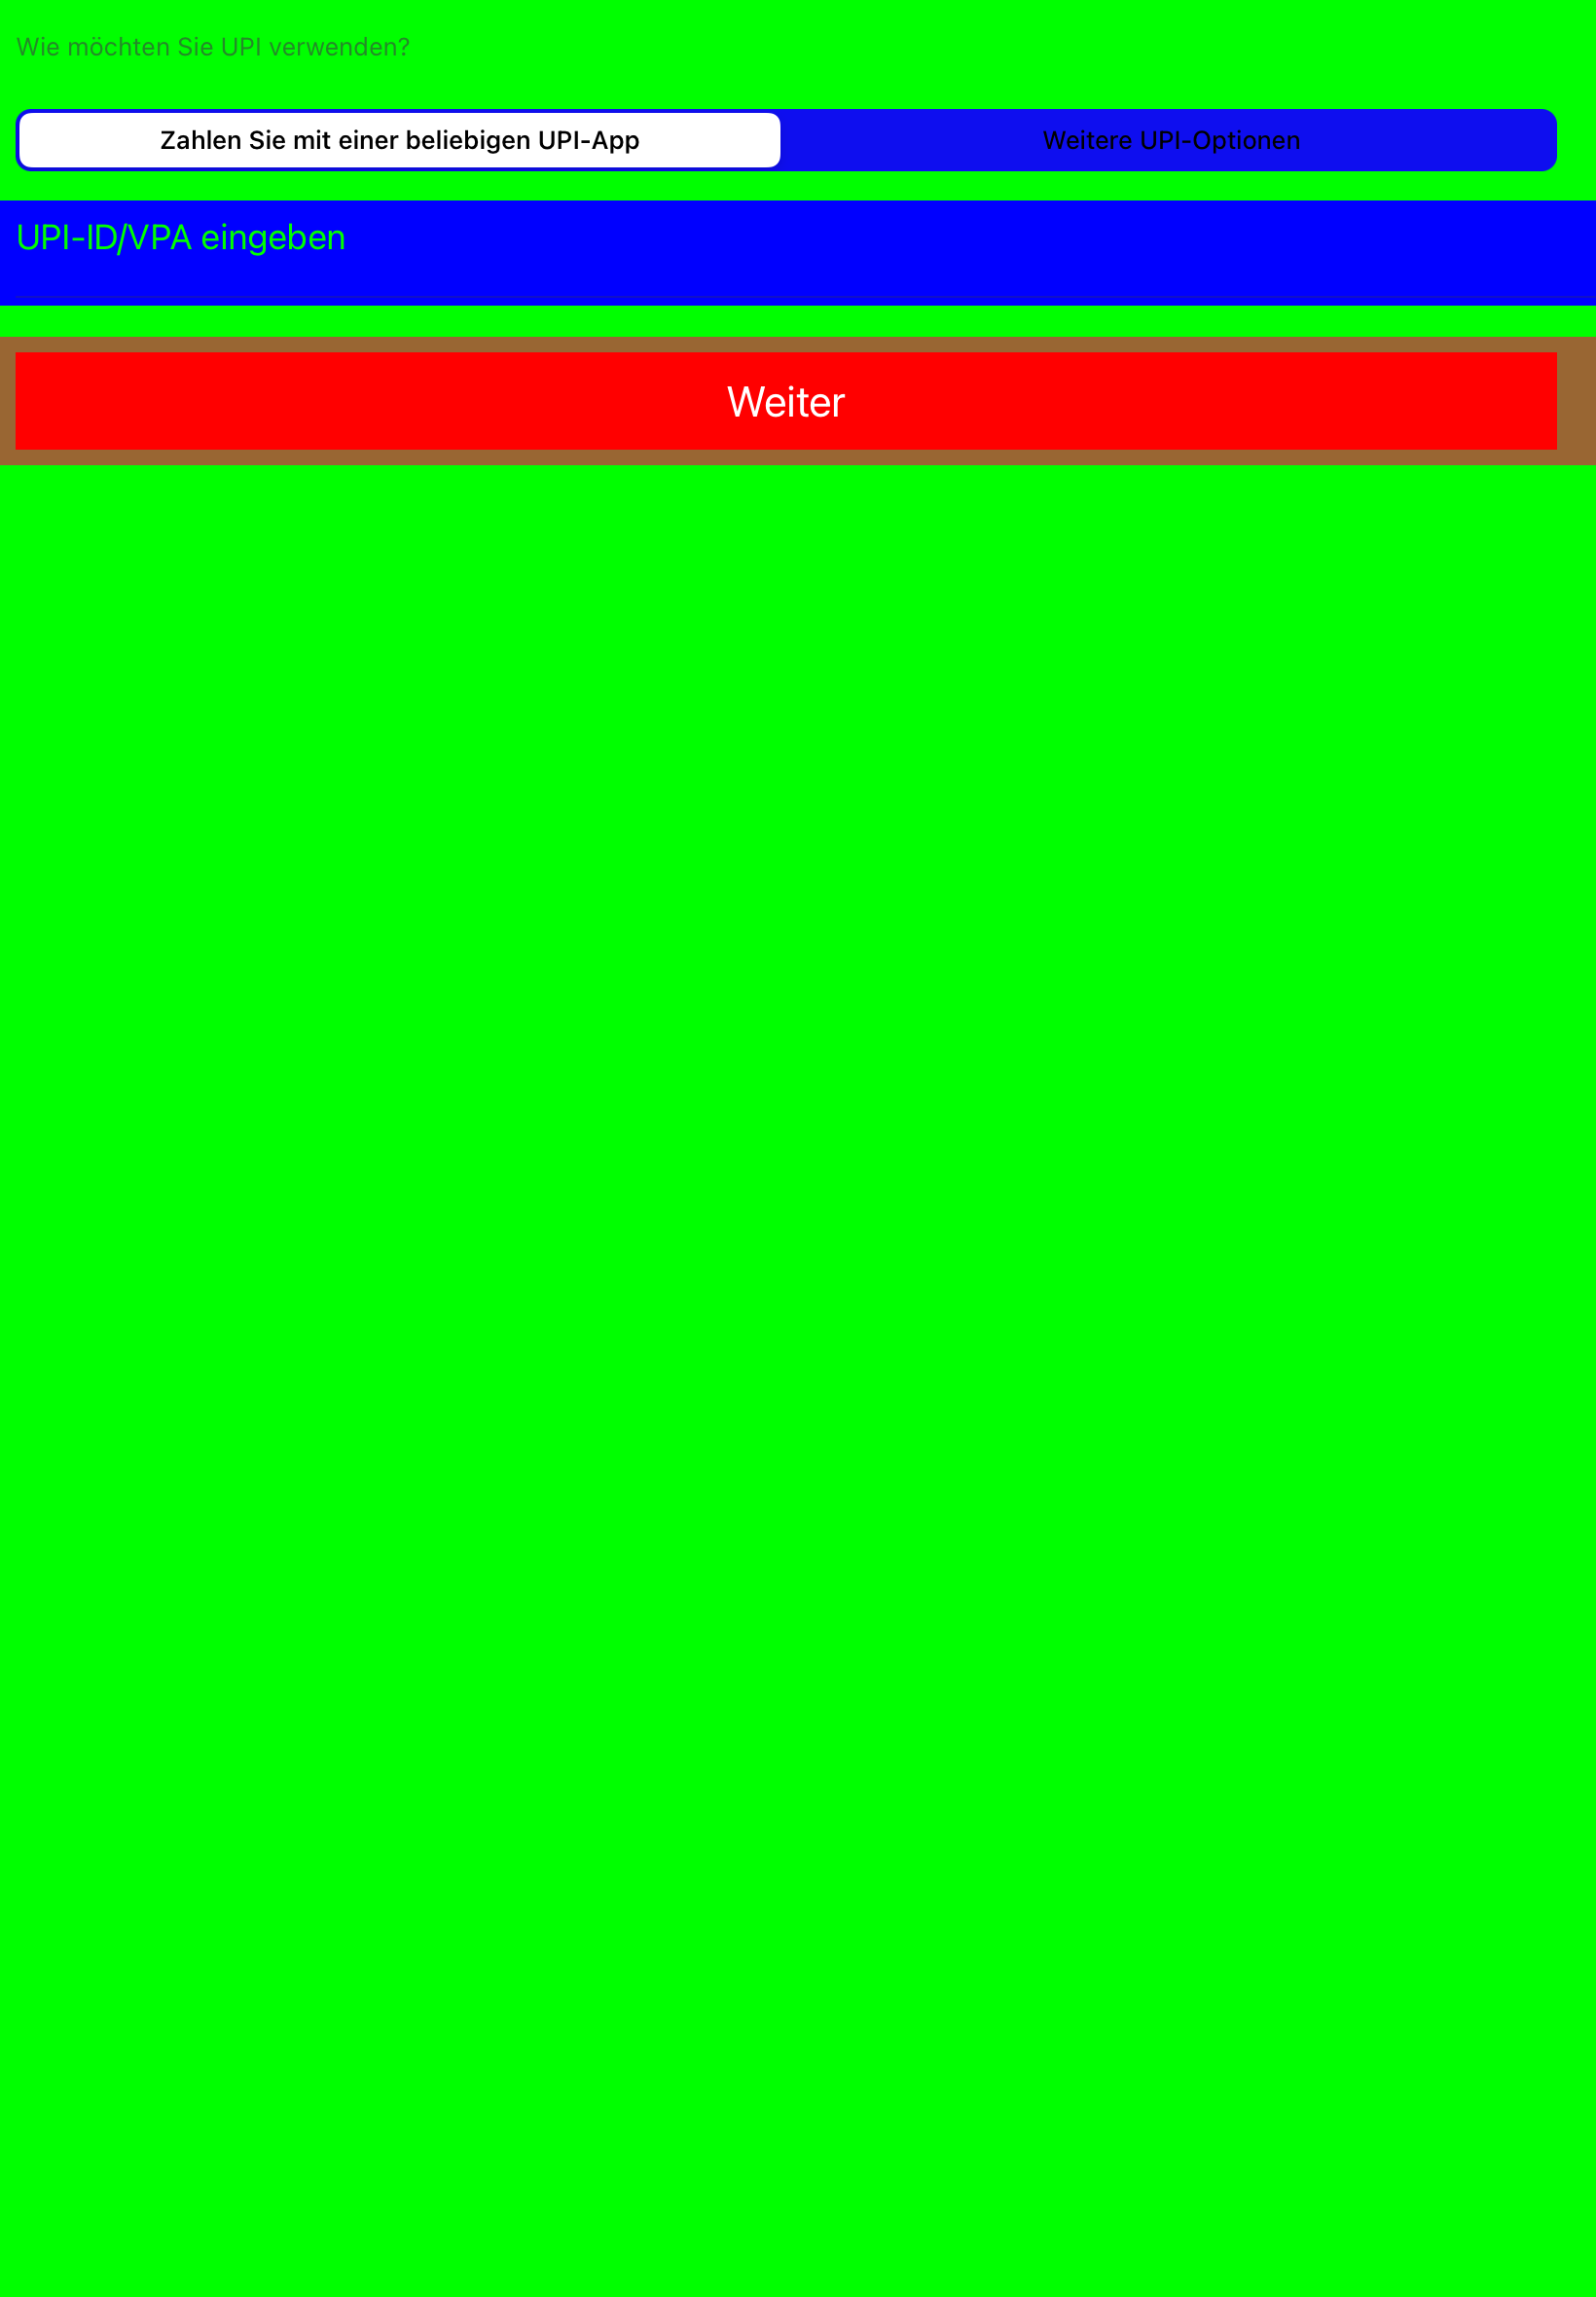 Wie möchten Sie UPI verwenden?
Zahlen Sie mit einer beliebigen UPI-App
Weitere UPI-Optionen
UPI-ID/VPA eingeben
Weiter